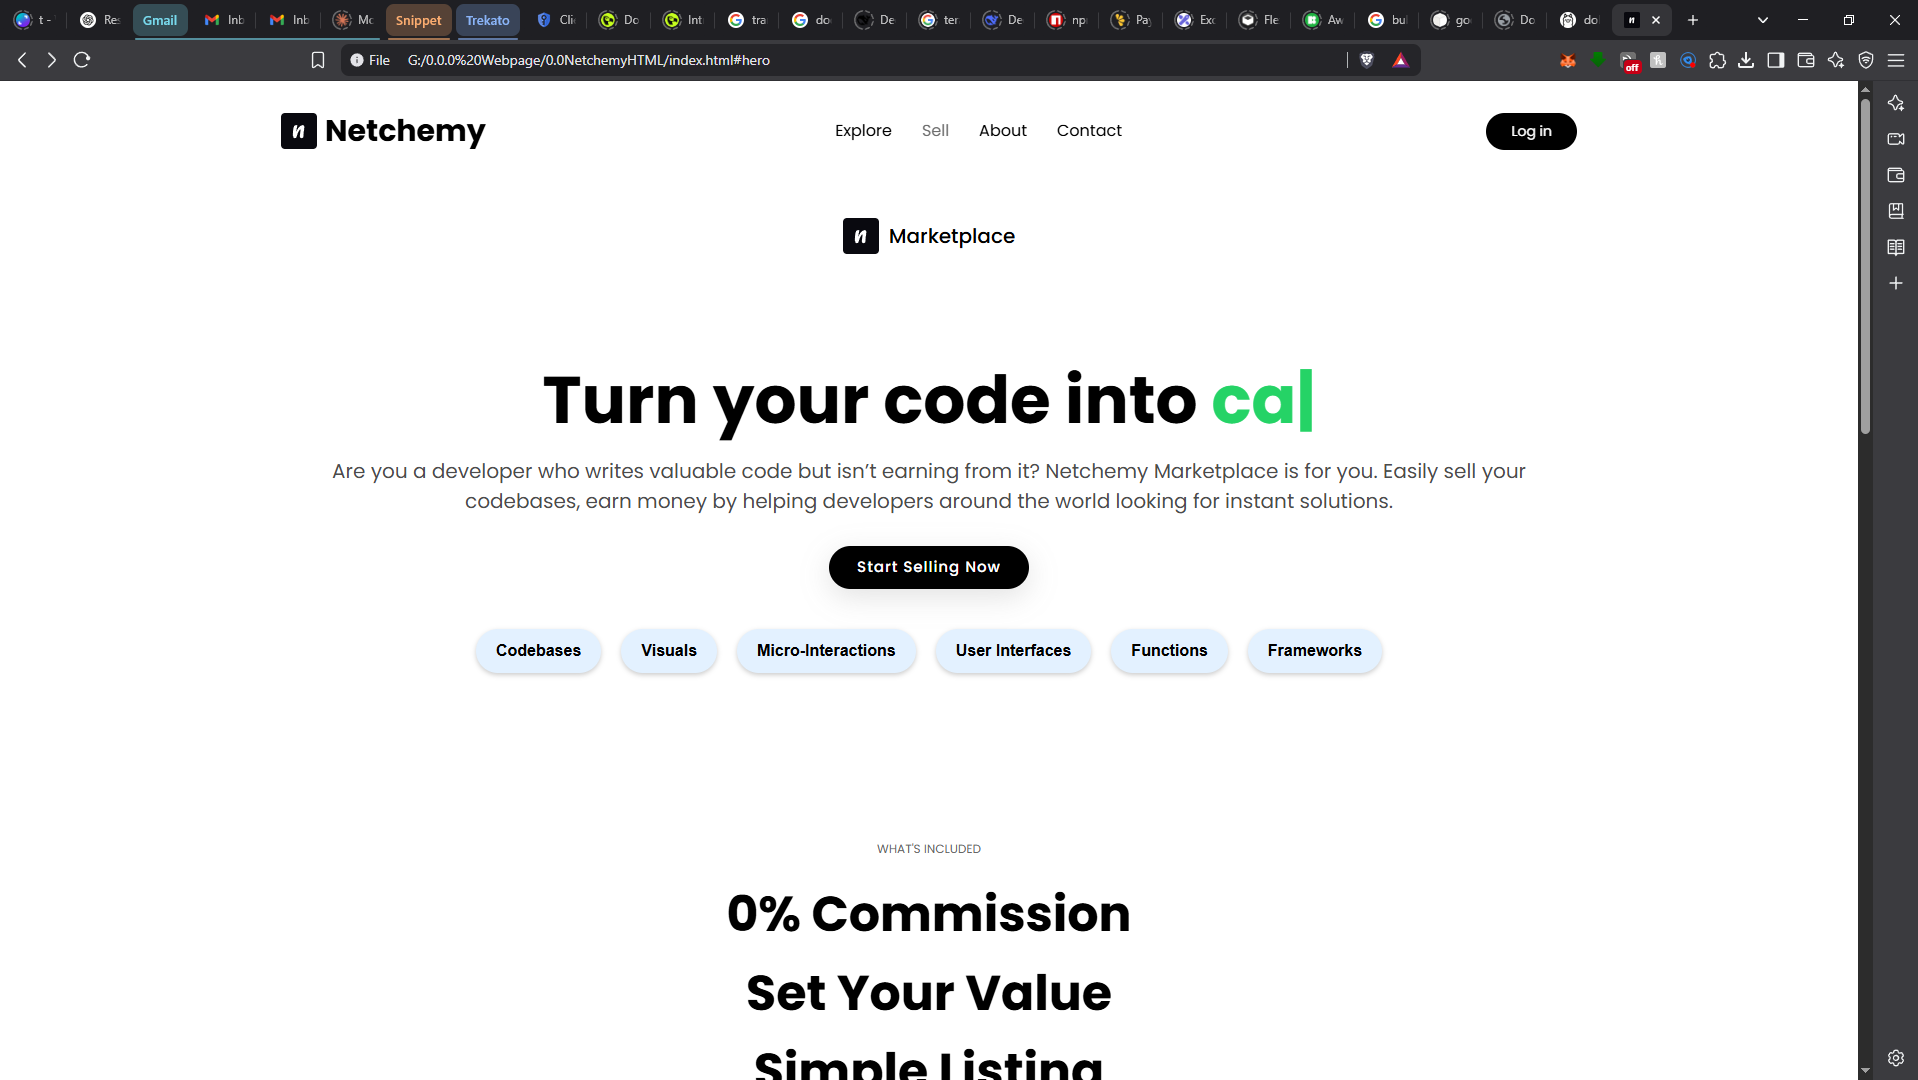 t -
Res
Gmail
Inb
Inb
Mc
Snippet
Trekato
Clie
Do
Int
tra
do
De
ter
De
np
Pa
Exc
Fle
Aw
bu
go
Do
do
n
File
G:/0.0.0%20Webpage/0.0NetchemyHTML/index.html#hero
off
n Netchemy
Explore
Sell
About
Contact
Log in
n Marketplace
Turn your code into ca|
Are you a developer who writes valuable code but isn’t earning from it? Netchemy Marketplace is for you. Easily sell your
codebases, earn money by helping developers around the world looking for instant solutions.
Start Selling Now
Codebases
Visuals
Micro-Interactions
User Interfaces
Functions
Frameworks
WHAT'S INCLUDED
0% Commission
Set Your Value
Simple Listing